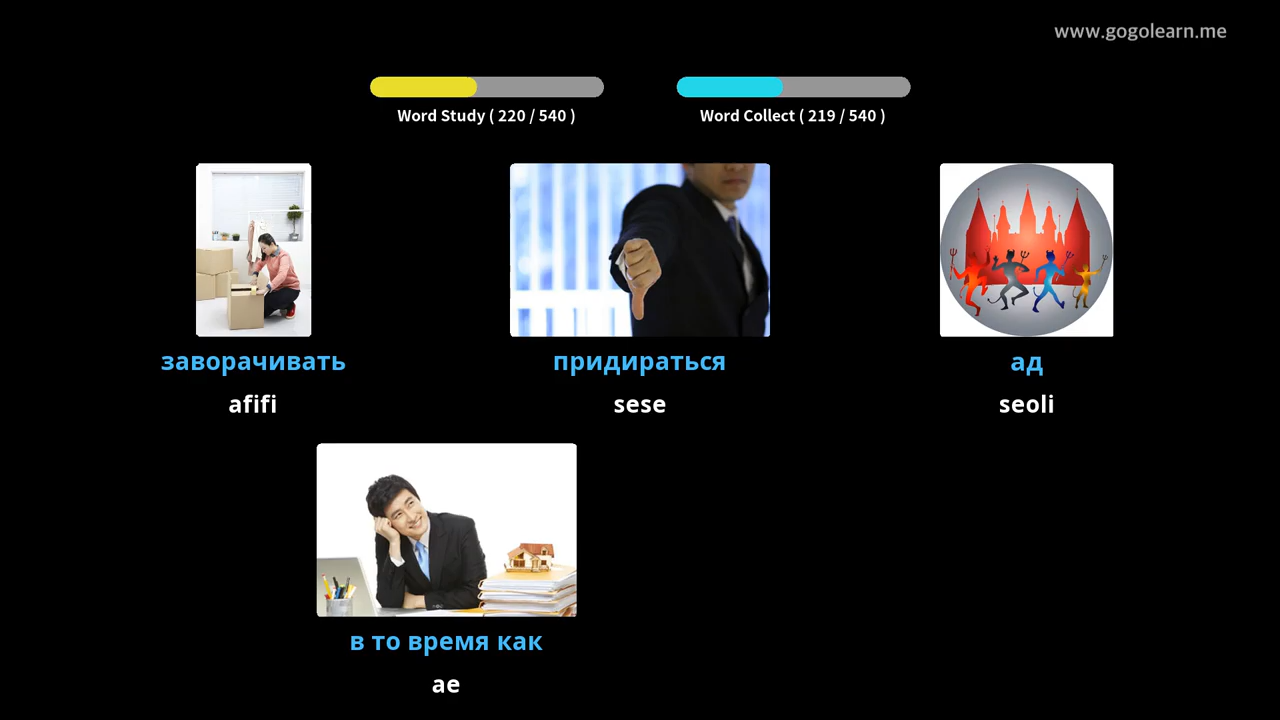 www.gogolearn.me
Word Study ( 220 / 540 )
Word Collect ( 219 / 540 )
заворачивать
afifi
придираться
sese
ад
seoli
в то время как
ae